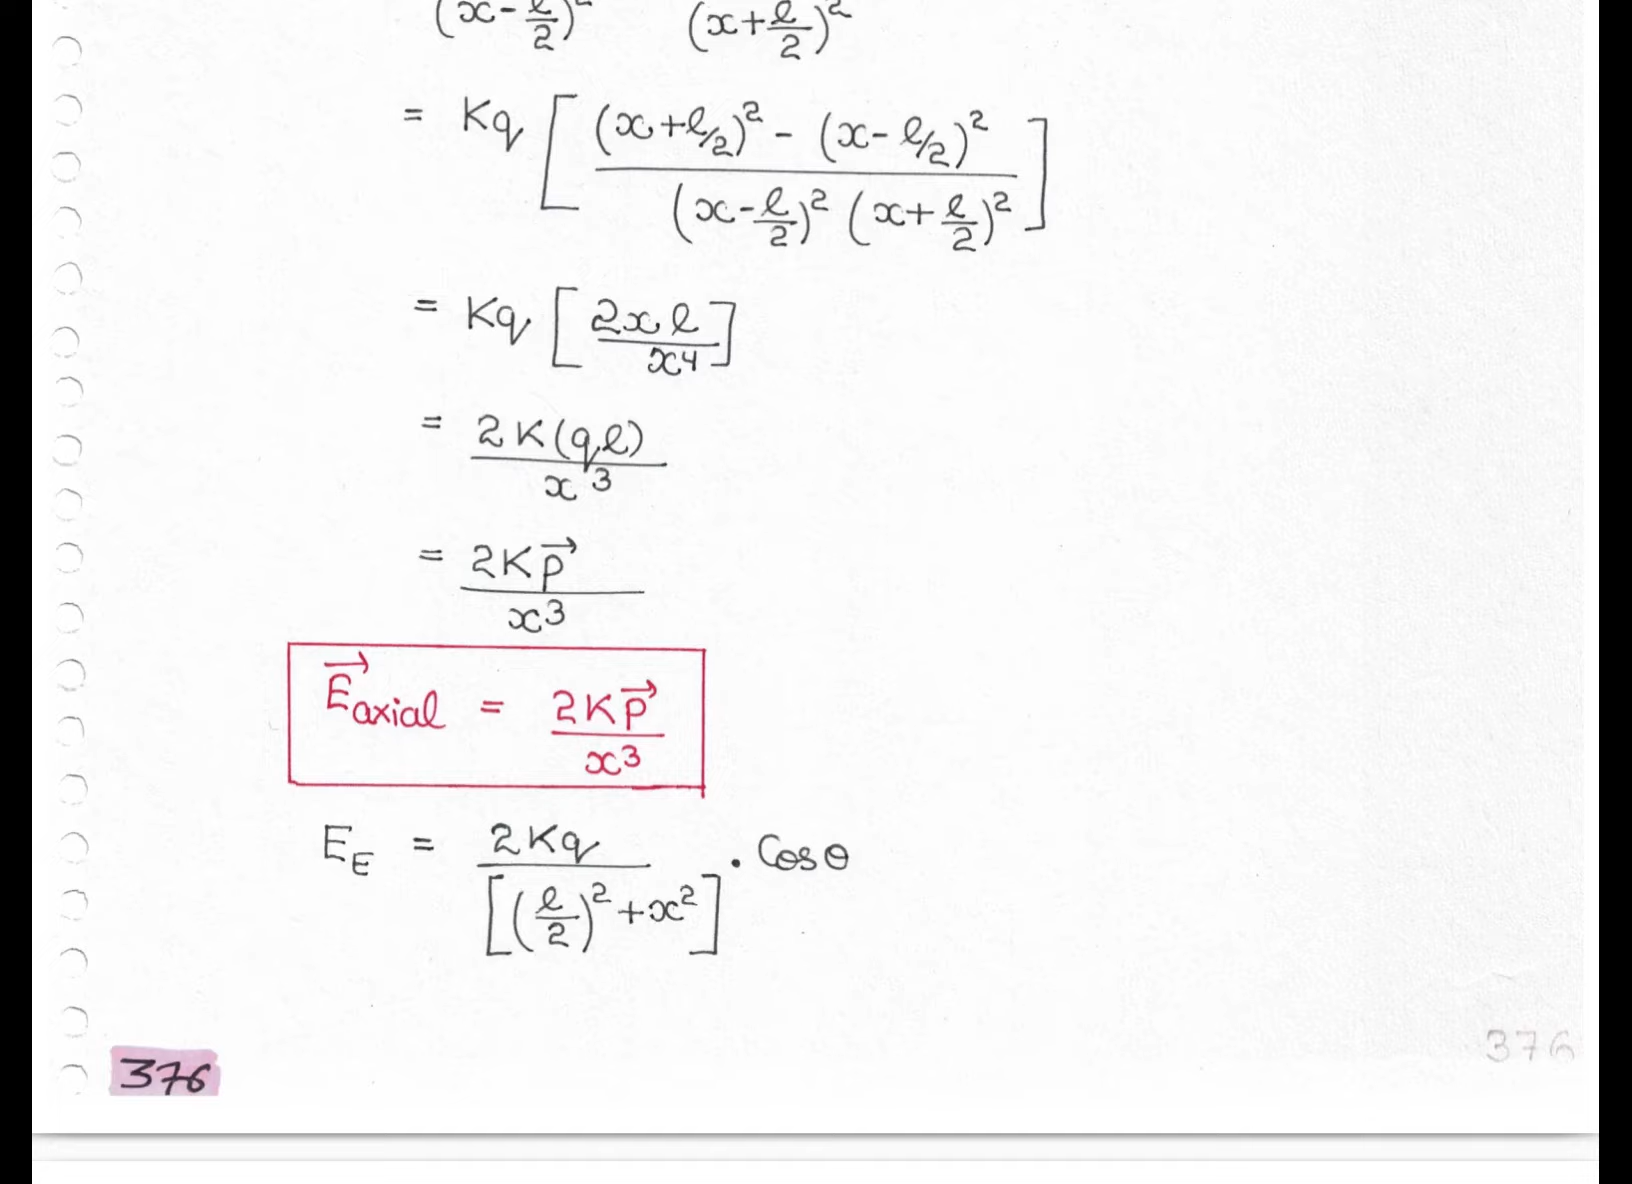 (x-l/2)² (x+l/2)²
= Kq [ (x+l/2)² - (x-l/2)² / (x-l/2)² (x+l/2)² ]
= Kq [ 2xl / x⁴ ]
= 2K(ql) / x³
= 2Kp⃗ / x³
E⃗axial = 2Kp⃗ / x³
E_E = 2Kq / [(l/2)² + x²] . Cosθ
376
376